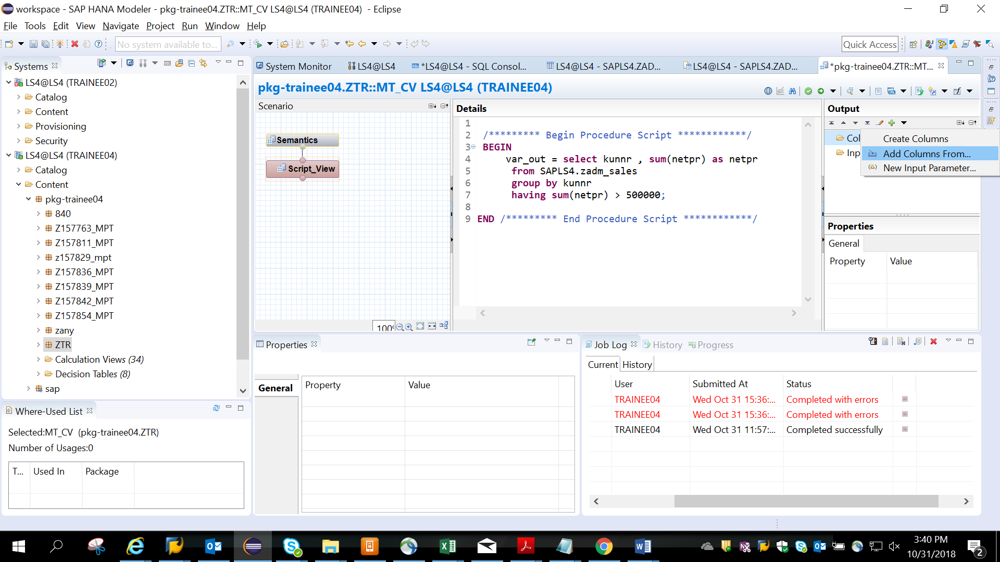 workspace - SAP HANA Modeler - pkg-trainee04.ZTR::MT_CV LS4@LS4 (TRAINEE04)  - Eclipse
File Tools Edit View Navigate Project Run Window Help
No system available to...
Quick Access
Systems
LS4@LS4 (TRAINEE02)
Catalog
Content
Provisioning
Security
LS4@LS4 (TRAINEE04)
Catalog
Content
pkg-trainee04
840
Z157763_MPT
Z157811_MPT
z157829_mpt
Z157836_MPT
Z157839_MPT
Z157842_MPT
Z157854_MPT
zany
ZTR
Calculation Views (34)
Decision Tables (8)
sap
System Monitor
LS4@LS4
*LS4@LS4 - SQL Consol...
LS4@LS4 - SAPLS4.ZAD...
LS4@LS4 - SAPLS4.ZAD...
*pkg-trainee04.ZTR::MT...
pkg-trainee04.ZTR::MT_CV LS4@LS4 (TRAINEE04)
Scenario
Semantics
Script_View
100%
Details
1
2 /********* Begin Procedure Script ************/
3 BEGIN
4 var_out = select kunnr , sum(netpr) as netpr
5 from SAPLS4.zadm_sales
6 group by kunnr
7 having sum(netpr) > 500000;
8
9 END /********* End Procedure Script ************/
Output
Col
Inp
Create Columns
Add Columns From...
New Input Parameter...
Properties
General
Property Value
Where-Used List
Selected:MT_CV (pkg-trainee04.ZTR)
Number of Usages:0
T... Used In Package
Properties
General
Property Value
Job Log History Progress
Current History
User Submitted At Status
TRAINEE04 Wed Oct 31 15:36:... Completed with errors
TRAINEE04 Wed Oct 31 15:36:... Completed with errors
TRAINEE04 Wed Oct 31 11:57:... Completed successfully
3:40 PM
10/31/2018
2